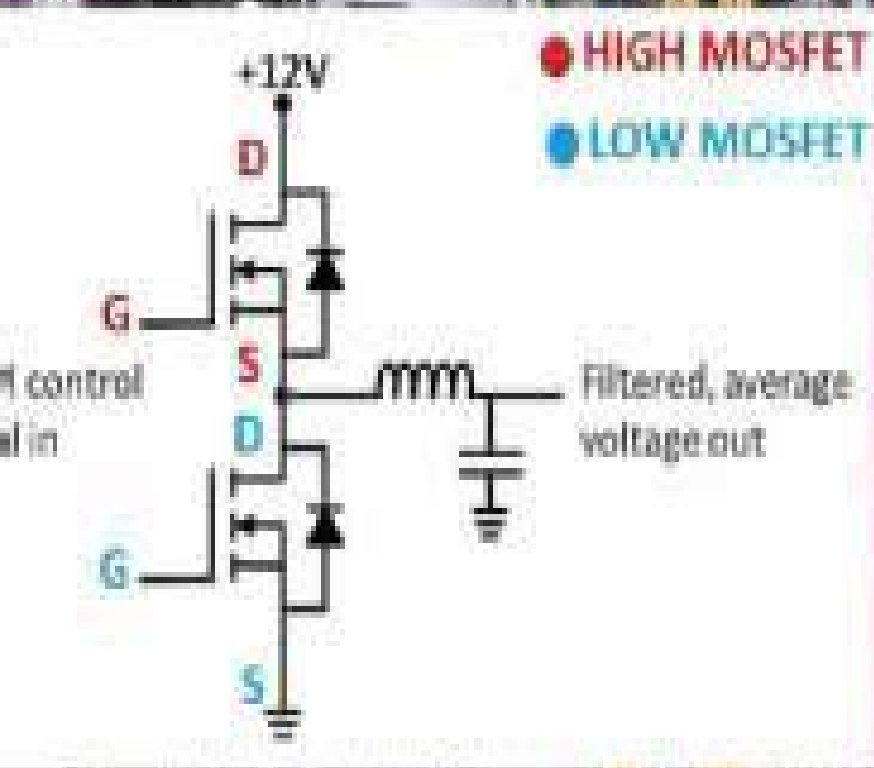 +12V
HIGH MOSFET
LOW MOSFET
D
G
S
control
in
Filtered, average
voltage out
D
G
S